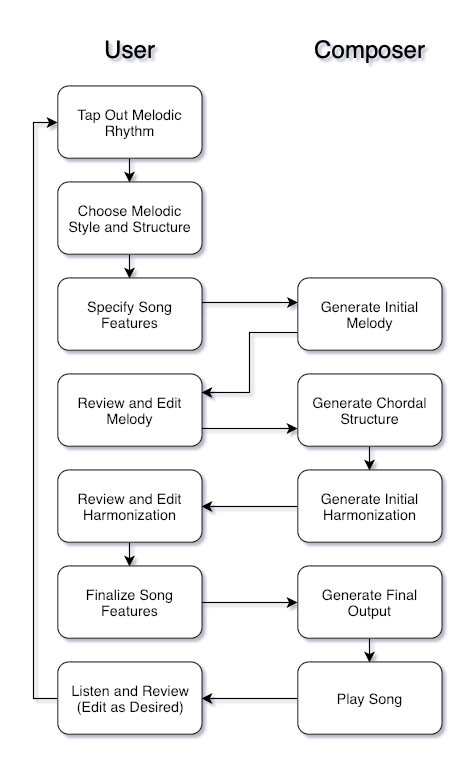 User
Composer
Tap Out Melodic
Rhythm
Choose Melodic
Style and Structure
Specify Song
Features
Generate Initial
Melody
Review and Edit
Melody
Generate Chordal
Structure
Review and Edit
Harmonization
Generate Initial
Harmonization
Finalize Song
Features
Generate Final
Output
Listen and Review
(Edit as Desired)
Play Song